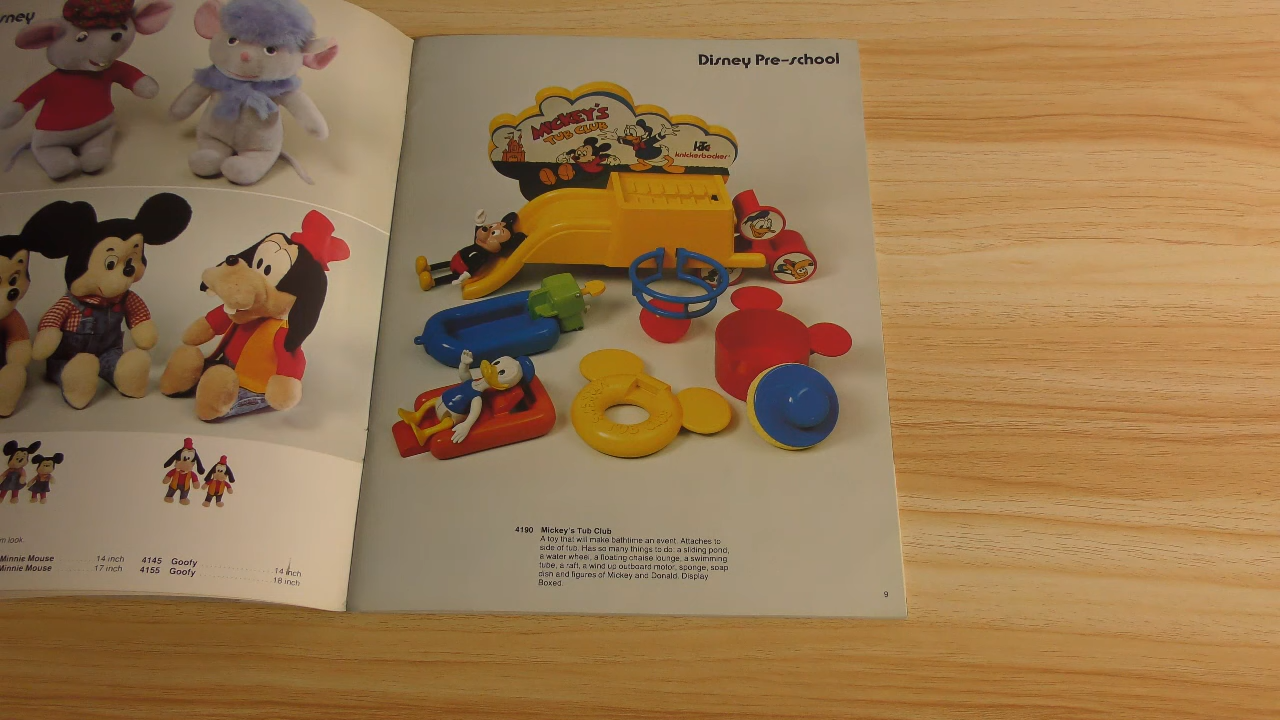 sney
m look.
Minnie Mouse 14 inch
Minnie Mouse 17 inch
4145 Goofy 14 inch
4155 Goofy 18 inch
Disney Pre-school
MICKEY'S
TUB CLUB
knickerbocker
4190 Mickey's Tub Club
A toy that will make bathtime an event. Attaches to
side of tub. Has so many things to do: a sliding pond,
a water wheel, a floating chaise lounge, a swimming
tube, a raft, a wind up outboard motor, sponge, soap
dish and figures of Mickey and Donald. Display
Boxed.
9